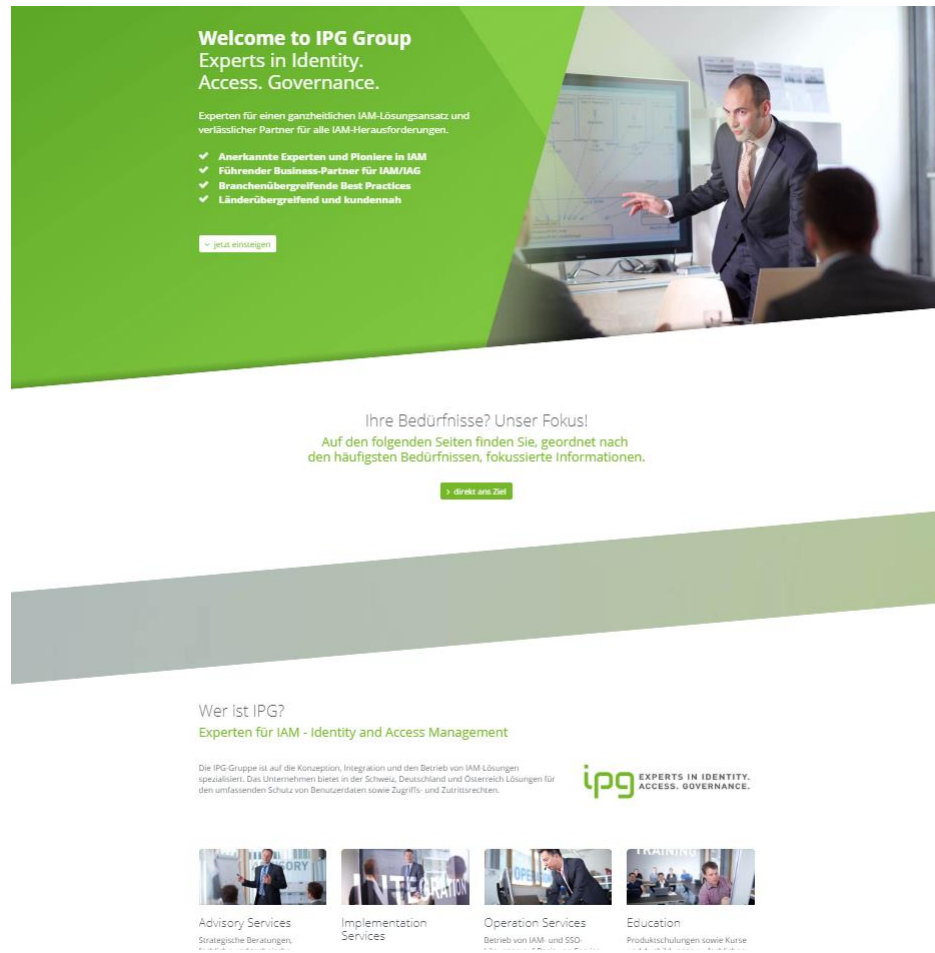 Welcome to IPG Group
Experts in Identity.
Access. Governance.
Experten für einen ganzheitlichen IAM-Lösungsansatz und
verlässlicher Partner für alle IAM-Herausforderungen.
Anerkannte Experten und Pioniere in IAM
Führender Business-Partner für IAM/IAG
Branchenübergreifende Best Practices
Länderübergreifend und kundennah
jetzt einsteigen
Ihre Bedürfnisse? Unser Fokus!
Auf den folgenden Seiten finden Sie, geordnet nach
den häufigsten Bedürfnissen, fokussierte Informationen.
direkt ans Ziel
Wer ist IPG?
Experten für IAM - Identity and Access Management
Die IPG-Gruppe ist auf die Konzeption, Integration und den Betrieb von IAM-Lösungen
spezialisiert. Das Unternehmen bietet in der Schweiz, Deutschland und Österreich Lösungen für
den umfassenden Schutz von Benutzerdaten sowie Zugriffs- und Zutrittsrechten.
ipg EXPERTS IN IDENTITY.
ACCESS. GOVERNANCE.
Advisory Services
Strategische Beratungen,
Implementation
Services
Operation Services
Betrieb von IAM- und SSO-
Education
Produktschulungen sowie Kurse